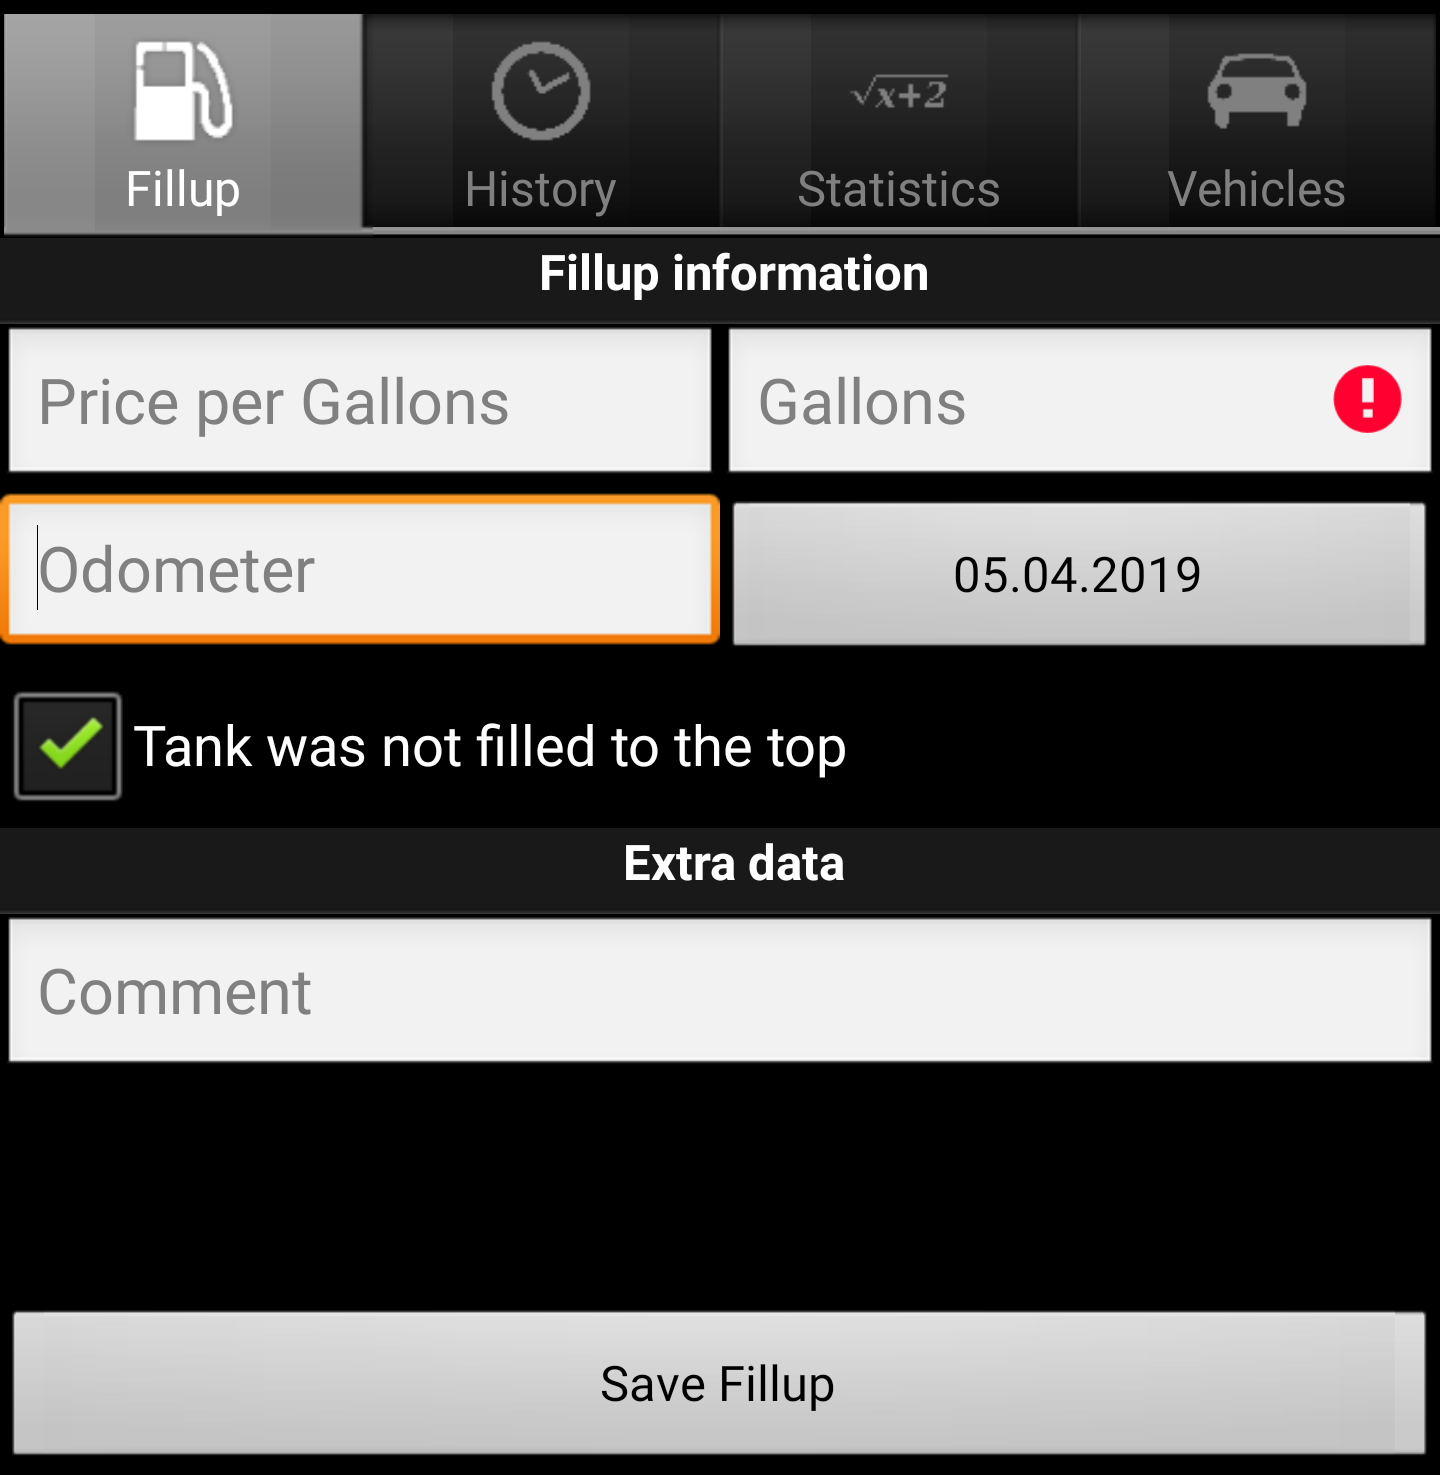 Fillup
History
√x+2
Statistics
Vehicles
Fillup information
Price per Gallons
Gallons
Odometer
05.04.2019
Tank was not filled to the top
Extra data
Comment
Save Fillup